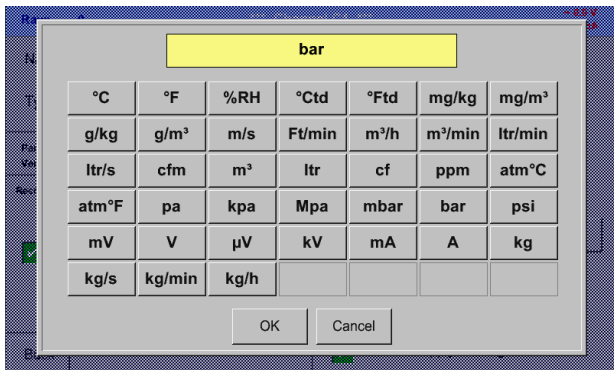 bar
°C °F %RH °Ctd °Ftd mg/kg mg/m³
g/kg g/m³ m/s Ft/min m³/h m³/min ltr/min
ltr/s cfm m³ ltr cf ppm atm°C
atm°F pa kpa Mpa mbar bar psi
mV V µV kV mA A kg
kg/s kg/min kg/h
OK Cancel